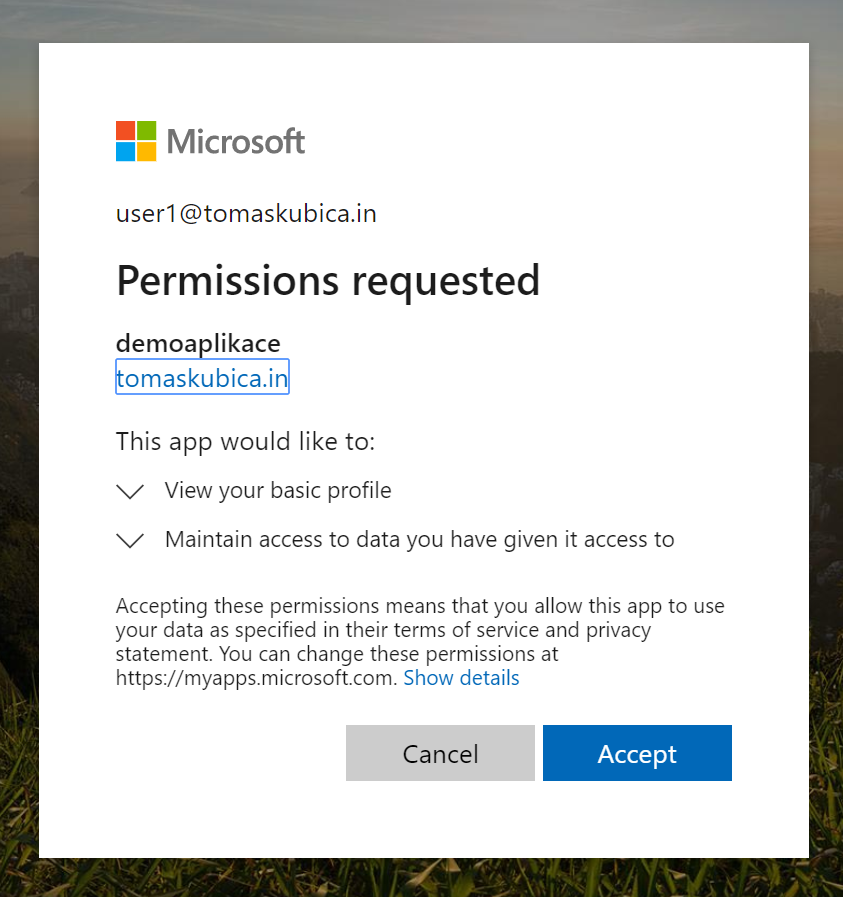 Microsoft
user1@tomaskubica.in
Permissions requested
demoaplikace
tomaskubica.in
This app would like to:
View your basic profile
Maintain access to data you have given it access to
Accepting these permissions means that you allow this app to use
your data as specified in their terms of service and privacy
statement. You can change these permissions at
https://myapps.microsoft.com. Show details
Cancel Accept